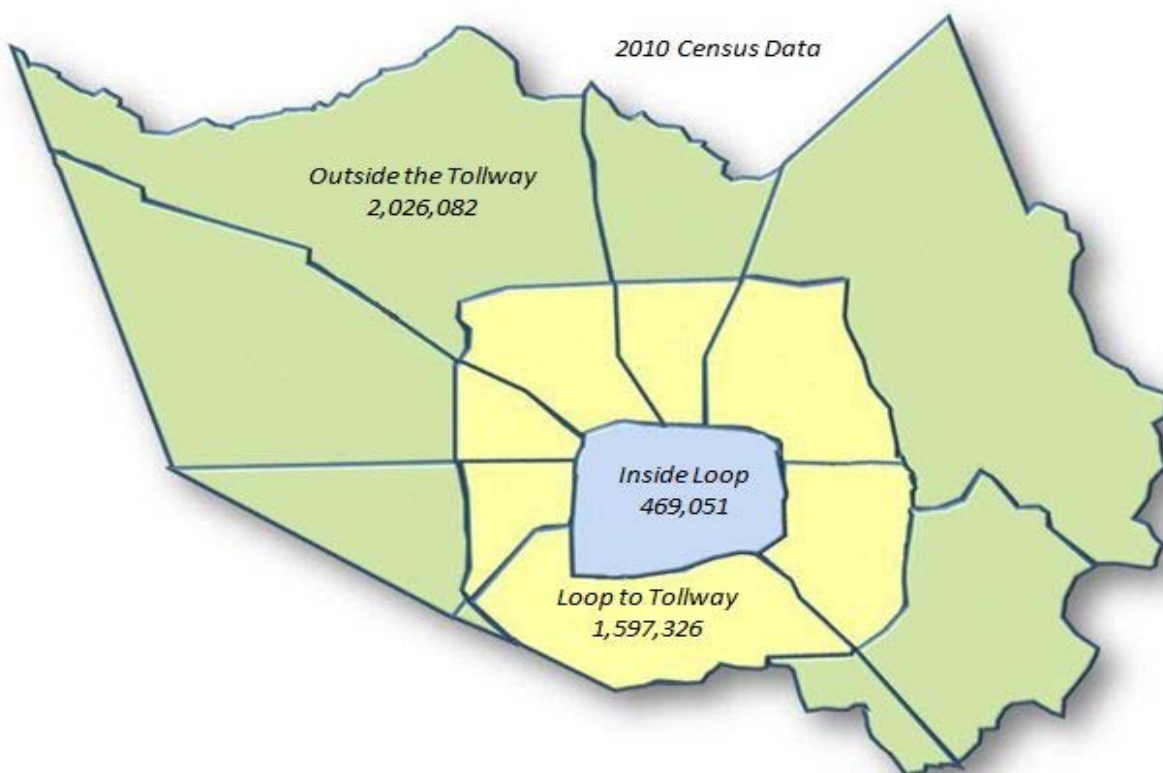 2010 Census Data
Outside the Tollway
2,026,082
Inside Loop
469,051
Loop to Tollway
1,597,326